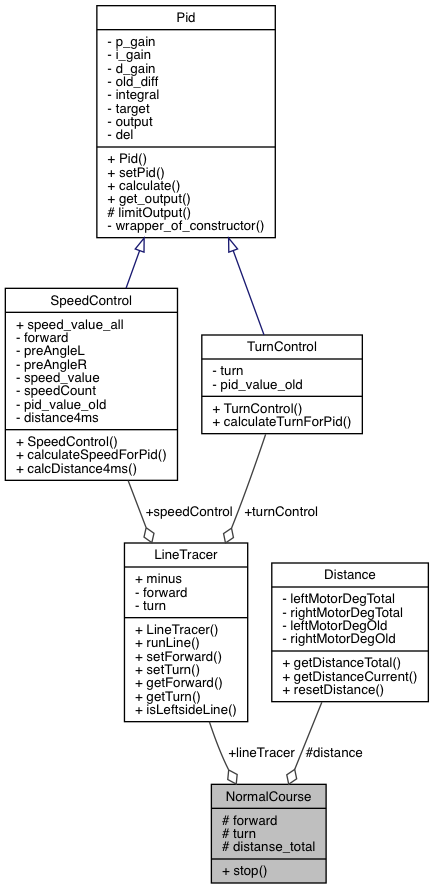 Pid
- p_gain
- i_gain
- d_gain
- old_diff
- integral
- target
- output
- del
+ Pid()
+ setPid()
+ calculate()
+ get_output()
# limitOutput()
- wrapper_of_constructor()
SpeedControl
+ speed_value_all
- forward
- preAngleL
- preAngleR
- speed_value
- speedCount
- pid_value_old
- distance4ms
+ SpeedControl()
+ calculateSpeedForPid()
+ calcDistance4ms()
TurnControl
- turn
- pid_value_old
+ TurnControl()
+ calculateTurnForPid()
+speedControl
+turnControl
LineTracer
+ minus
- forward
- turn
+ LineTracer()
+ runLine()
+ setForward()
+ setTurn()
+ getForward()
+ getTurn()
+ isLeftsideLine()
Distance
- leftMotorDegTotal
- rightMotorDegTotal
- leftMotorDegOld
- rightMotorDegOld
+ getDistanceTotal()
+ getDistanceCurrent()
+ resetDistance()
+lineTracer
#distance
NormalCourse
# forward
# turn
# distanse_total
+ stop()